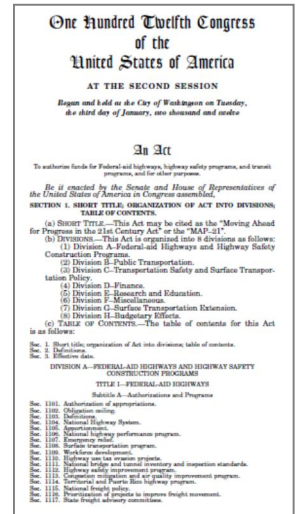 One Hundred Twelfth Congress
of the
United States of America
AT THE SECOND SESSION
Begun and held at the City of Washington on Tuesday,
the third day of January, two thousand and twelve
An Act
To authorize funds for Federal-aid highways, highway safety programs, and transit
programs, and for other purposes.
Be it enacted by the Senate and House of Representatives of
the United States of America in Congress assembled,
SECTION 1. SHORT TITLE; ORGANIZATION OF ACT INTO DIVISIONS;
TABLE OF CONTENTS.
(a) SHORT TITLE.—This Act may be cited as the “Moving Ahead
for Progress in the 21st Century Act” or the “MAP–21”.
(b) DIVISIONS.—This Act is organized into 8 divisions as follows:
(1) Division A–Federal-aid Highways and Highway Safety
Construction Programs.
(2) Division B–Public Transportation.
(3) Division C–Transportation Safety and Surface Transpor-
tation Policy.
(4) Division D–Finance.
(5) Division E–Research and Education.
(6) Division F–Miscellaneous.
(7) Division G–Surface Transportation Extension.
(8) Division H–Budgetary Effects.
(c) TABLE OF CONTENTS.—The table of contents for this Act
is as follows:
Sec. 1. Short title; organization of Act into divisions; table of contents.
Sec. 2. Definitions.
Sec. 3. Effective date.
DIVISION A—FEDERAL-AID HIGHWAYS AND HIGHWAY SAFETY
CONSTRUCTION PROGRAMS
TITLE I—FEDERAL-AID HIGHWAYS
Subtitle A—Authorizations and Programs
Sec. 1101. Authorization of appropriations.
Sec. 1102. Obligation ceiling.
Sec. 1103. Definitions.
Sec. 1104. National Highway System.
Sec. 1105. Apportionment.
Sec. 1106. National highway performance program.
Sec. 1107. Emergency relief.
Sec. 1108. Surface transportation program.
Sec. 1109. Workforce development.
Sec. 1110. Highway use tax evasion projects.
Sec. 1111. National bridge and tunnel inventory and inspection standards.
Sec. 1112. Highway safety improvement program.
Sec. 1113. Congestion mitigation and air quality improvement program.
Sec. 1114. Territorial and Puerto Rico highway program.
Sec. 1115. National freight policy.
Sec. 1116. Prioritization of projects to improve freight movement.
Sec. 1117. State freight advisory committees.